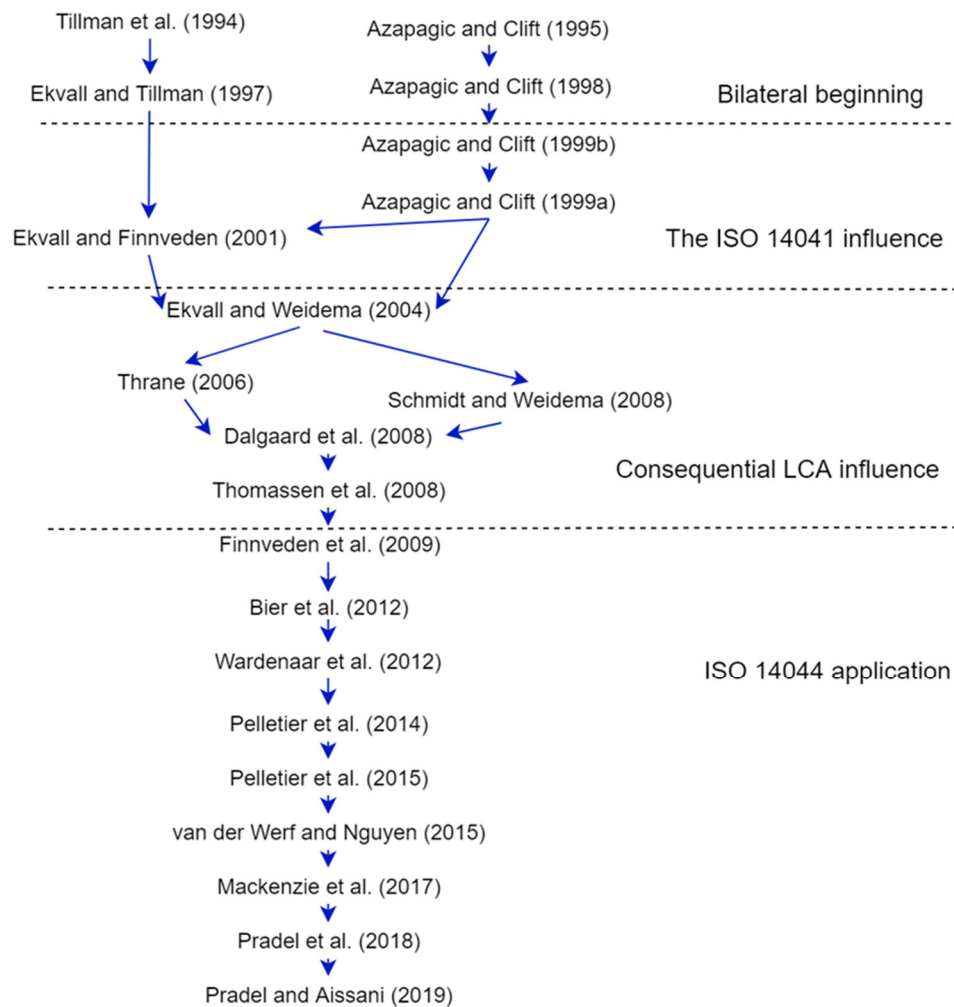 Tillman et al. (1994)
Azapagic and Clift (1995)
Ekvall and Tillman (1997)
Azapagic and Clift (1998)
Bilateral beginning
Azapagic and Clift (1999b)
Azapagic and Clift (1999a)
Ekvall and Finnveden (2001)
The ISO 14041 influence
Ekvall and Weidema (2004)
Thrane (2006)
Schmidt and Weidema (2008)
Dalgaard et al. (2008)
Consequential LCA influence
Thomassen et al. (2008)
Finnveden et al. (2009)
Bier et al. (2012)
Wardenaar et al. (2012)
ISO 14044 application
Pelletier et al. (2014)
Pelletier et al. (2015)
van der Werf and Nguyen (2015)
Mackenzie et al. (2017)
Pradel et al. (2018)
Pradel and Aissani (2019)